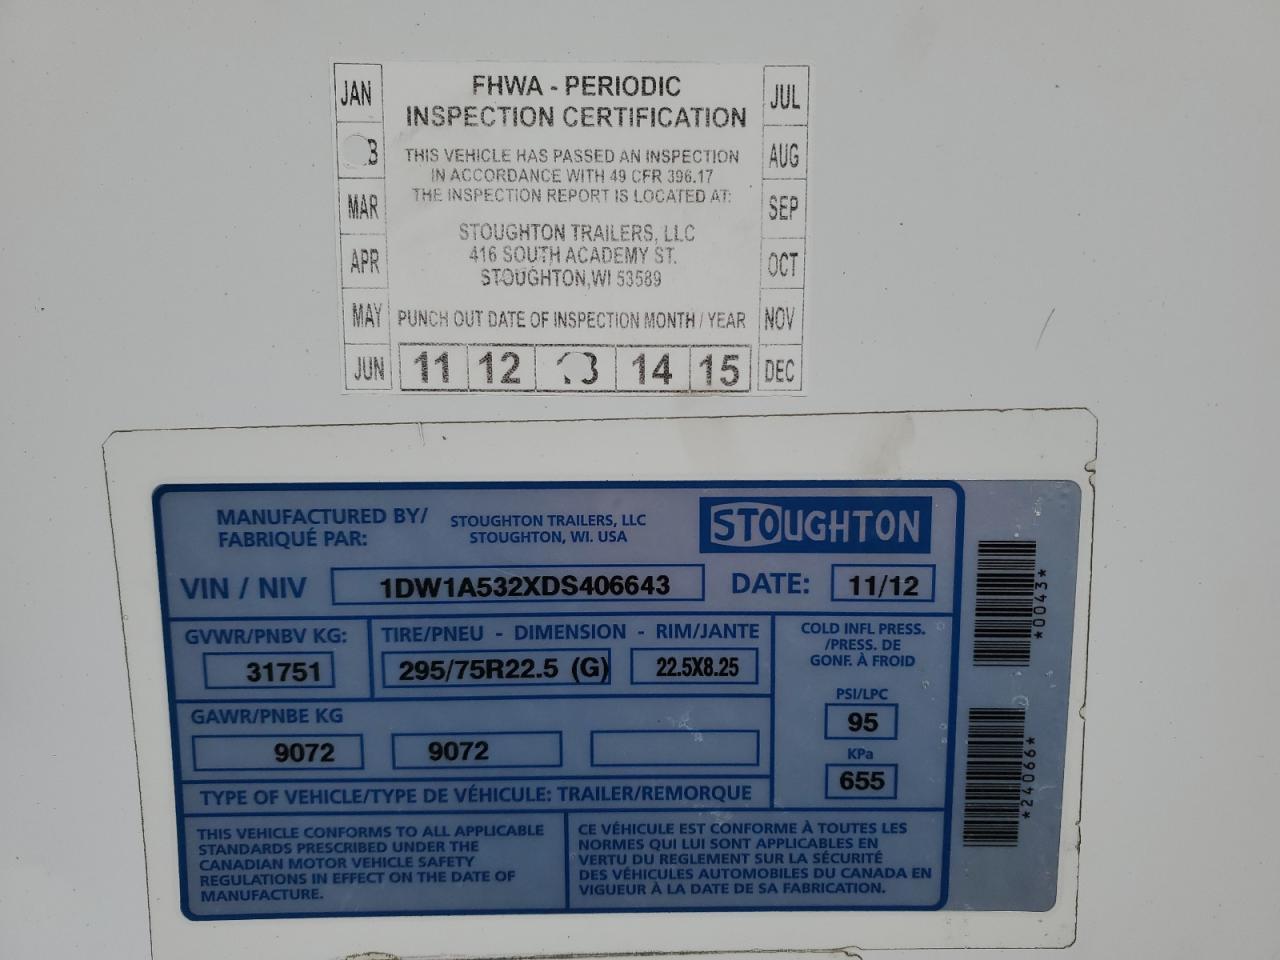 JAN
MAR
APR
MAY
JUN
FHWA - PERIODIC
INSPECTION CERTIFICATION
THIS VEHICLE HAS PASSED AN INSPECTION
IN ACCORDANCE WITH 49 CFR 396.17
THE INSPECTION REPORT IS LOCATED AT:
STOUGHTON TRAILERS, LLC
416 SOUTH ACADEMY ST.
STOUGHTON, WI 53589
PUNCH OUT DATE OF INSPECTION MONTH / YEAR
11 12 14 15
JUL
AUG
SEP
OCT
NOV
DEC
MANUFACTURED BY/
FABRIQUÉ PAR:
STOUGHTON TRAILERS, LLC
STOUGHTON, WI. USA
STOUGHTON
VIN / NIV 1DW1A532XDS406643 DATE: 11/12
GVWR/PNBV KG:
31751
TIRE/PNEU - DIMENSION - RIM/JANTE
295/75R22.5 (G) 22.5X8.25
GAWR/PNBE KG
9072 9072
TYPE OF VEHICLE/TYPE DE VÉHICULE: TRAILER/REMORQUE
COLD INFL PRESS.
/PRESS. DE
GONF. À FROID
PSI/LPC
95
KPa
655
THIS VEHICLE CONFORMS TO ALL APPLICABLE
STANDARDS PRESCRIBED UNDER THE
CANADIAN MOTOR VEHICLE SAFETY
REGULATIONS IN EFFECT ON THE DATE OF
MANUFACTURE.
CE VÉHICULE EST CONFORME À TOUTES LES
NORMES QUI LUI SONT APPLICABLES EN
VERTU DU REGLEMENT SUR LA SÉCURITÉ
DES VÉHICULES AUTOMOBILES DU CANADA EN
VIGUEUR À LA DATE DE SA FABRICATION.
*0043*
*24066*